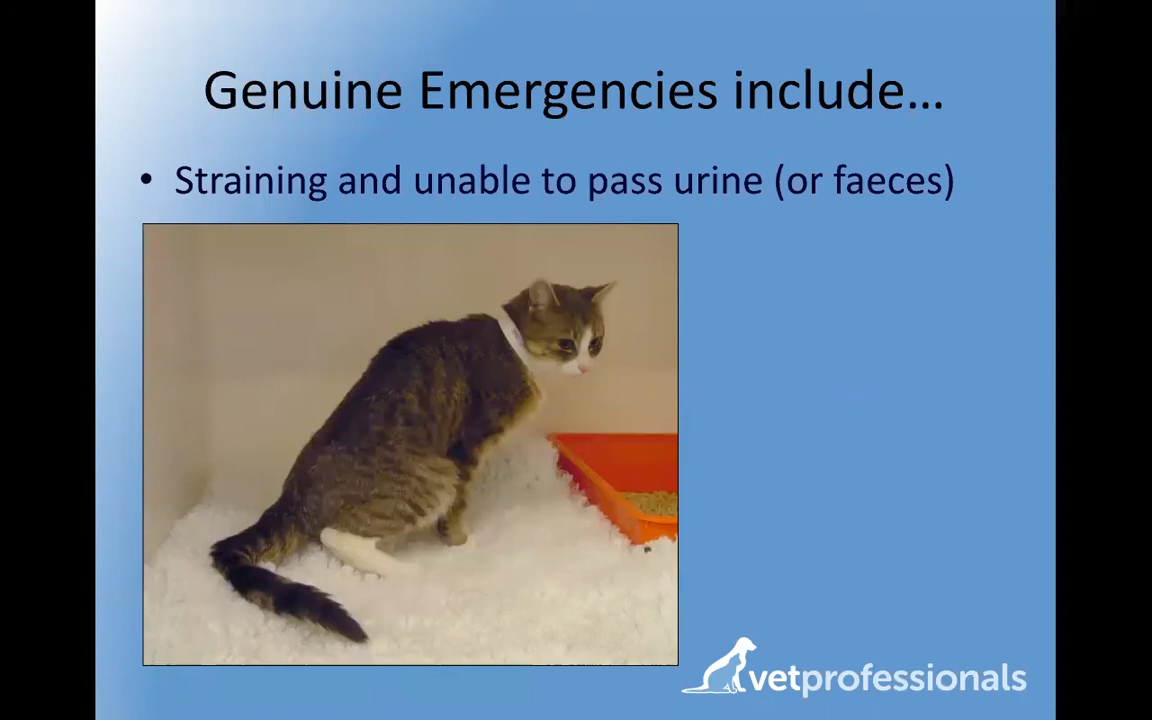 Genuine Emergencies include…
• Straining and unable to pass urine (or faeces)
vetprofessionals